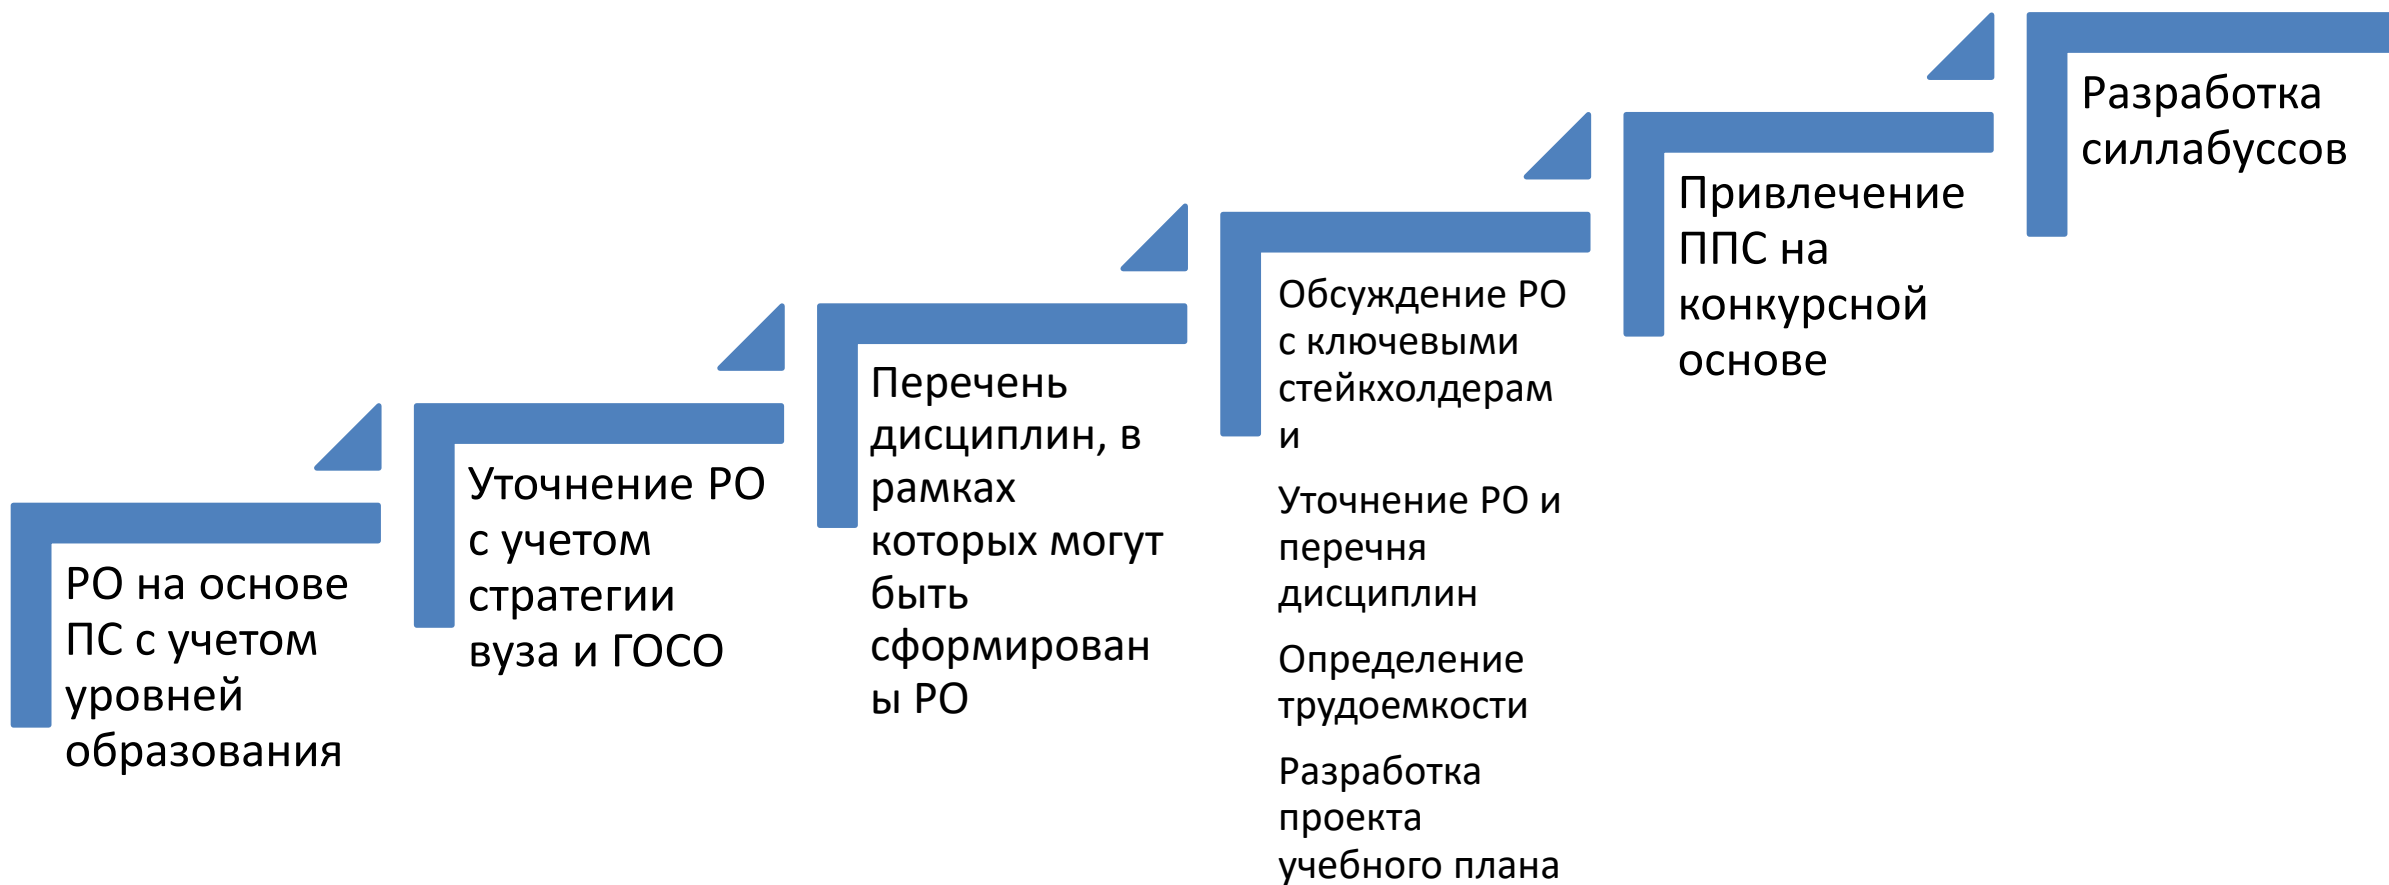 РО на основе
ПС с учетом
уровней
образования
Уточнение РО
с учетом
стратегии
вуза и ГОСО
Перечень
дисциплин, в
рамках
которых могут
быть
сформирован
ы РО
Обсуждение РО
с ключевыми
стейкхолдерам
и
Уточнение РО и
перечня
дисциплин
Определение
трудоемкости
Разработка
проекта
учебного плана
Привлечение
ППС на
конкурсной
основе
Разработка
силлабуссов